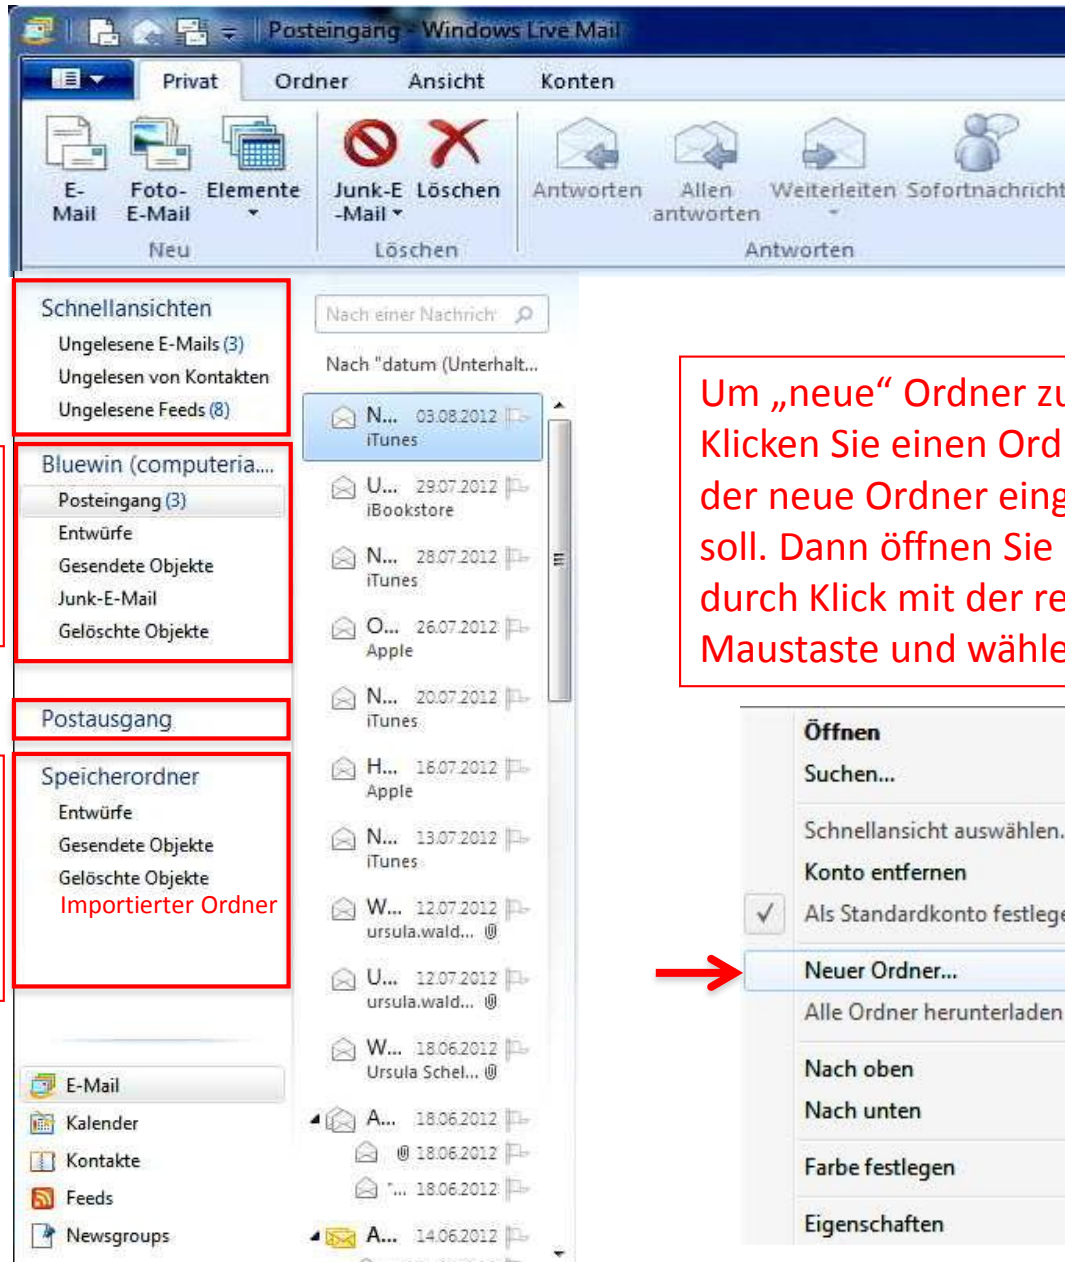 Posteingang - Windows Live Mail
Privat Ordner Ansicht Konten
E-Mail Foto-E-Mail Elemente Junk-E-Mail Löschen Antworten Allen antworten Weiterleiten Sofortnachricht
Neu Löschen Antworten
Schnellansichten
Ungelesene E-Mails (3)
Ungelesen von Kontakten
Ungelesene Feeds (8)
Bluewin (computeria....
Posteingang (3)
Entwürfe
Gesendete Objekte
Junk-E-Mail
Gelöschte Objekte
Postausgang
Speicherordner
Entwürfe
Gesendete Objekte
Gelöschte Objekte
Importierter Ordner
E-Mail
Kalender
Kontakte
Feeds
Newsgroups
Nach einer Nachrich
Nach "datum (Unterhalt...
N... 03.08.2012
iTunes
U... 29.07.2012
iBookstore
N... 28.07.2012
iTunes
O... 26.07.2012
Apple
N... 20.07.2012
iTunes
H... 16.07.2012
Apple
N... 13.07.2012
iTunes
W... 12.07.2012
ursula.wald...
U... 12.07.2012
ursula.wald...
W... 18.06.2012
Ursula Schel...
A... 18.06.2012
18.06.2012
"... 18.06.2012
A... 14.06.2012
Um „neue“ Ordner zu
Klicken Sie einen Ord
der neue Ordner eing
soll. Dann öffnen Sie
durch Klick mit der re
Maustaste und wähle
Öffnen
Suchen...
Schnellansicht auswählen.
Konto entfernen
Als Standardkonto festlege
Neuer Ordner...
Alle Ordner herunterladen
Nach oben
Nach unten
Farbe festlegen
Eigenschaften